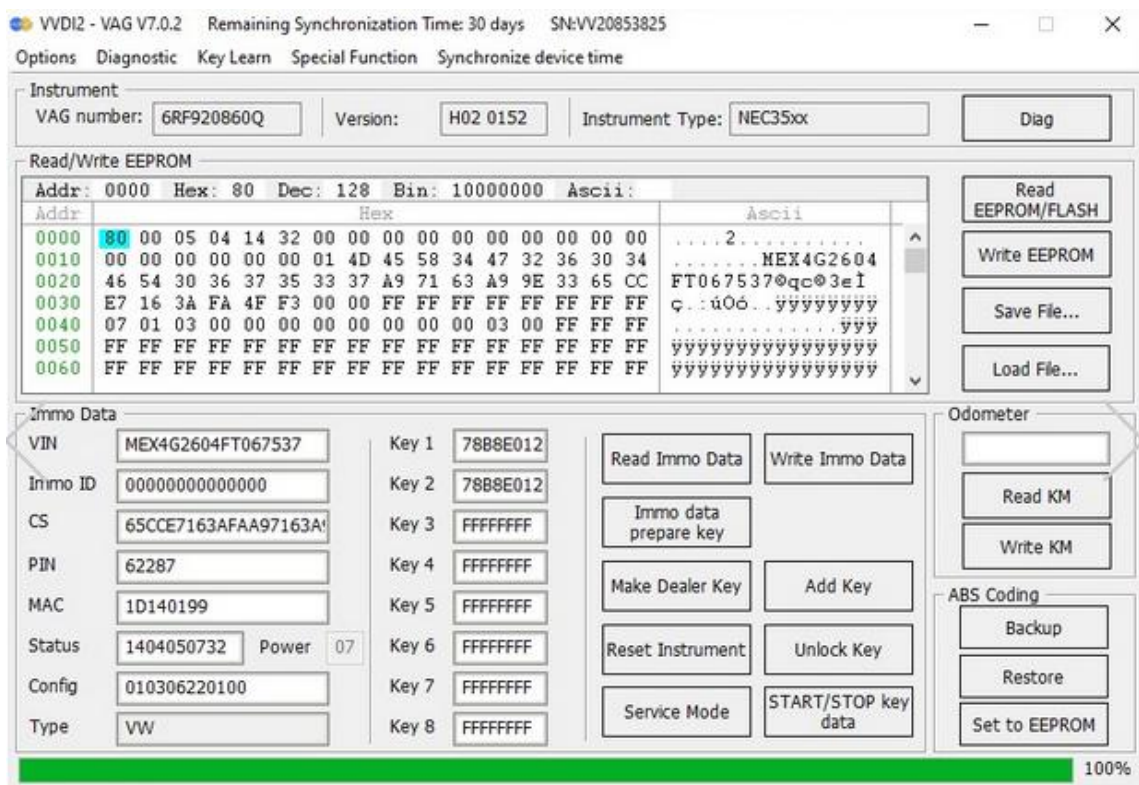 VVDI2 - VAG V7.0.2 Remaining Synchronization Time: 30 days SN:VV20853825
Options Diagnostic Key Learn Special Function Synchronize device time
Instrument
VAG number: 6RF920860Q Version: H02 0152 Instrument Type: NEC35xx Diag
Read/Write EEPROM
Addr: 0000 Hex: 80 Dec: 128 Bin: 10000000 Ascii:
Addr Hex Ascii
0000 80 00 05 04 14 32 00 00 00 00 00 00 00 00 00 00 .....2..........
0010 00 00 00 00 00 00 01 4D 45 58 34 47 32 36 30 34 .......MEX4G2604
0020 46 54 30 36 37 35 33 37 A9 71 63 A9 9E 33 65 CC FT067537©qc©3eÌ
0030 E7 16 3A FA 4F F3 00 00 FF FF FF FF FF FF FF FF ç.:úOó..ÿÿÿÿÿÿÿÿ
0040 07 01 03 00 00 00 00 00 00 00 00 03 00 FF FF FF .............ÿÿÿ
0050 FF FF FF FF FF FF FF FF FF FF FF FF FF FF FF FF ÿÿÿÿÿÿÿÿÿÿÿÿÿÿÿÿ
0060 FF FF FF FF FF FF FF FF FF FF FF FF FF FF FF FF ÿÿÿÿÿÿÿÿÿÿÿÿÿÿÿÿ
Read EEPROM/FLASH
Write EEPROM
Save File...
Load File...
Immo Data
VIN MEX4G2604FT067537
Immo ID 00000000000000
CS 65CCE7163AFAA97163A
PIN 62287
MAC 1D140199
Status 1404050732 Power 07
Config 010306220100
Type VW
Key 1 78B8E012
Key 2 78B8E012
Key 3 FFFFFFFF
Key 4 FFFFFFFF
Key 5 FFFFFFFF
Key 6 FFFFFFFF
Key 7 FFFFFFFF
Key 8 FFFFFFFF
Read Immo Data Write Immo Data
Immo data prepare key
Make Dealer Key Add Key
Reset Instrument Unlock Key
Service Mode START/STOP key data
Odometer
Read KM
Write KM
ABS Coding
Backup
Restore
Set to EEPROM
100%